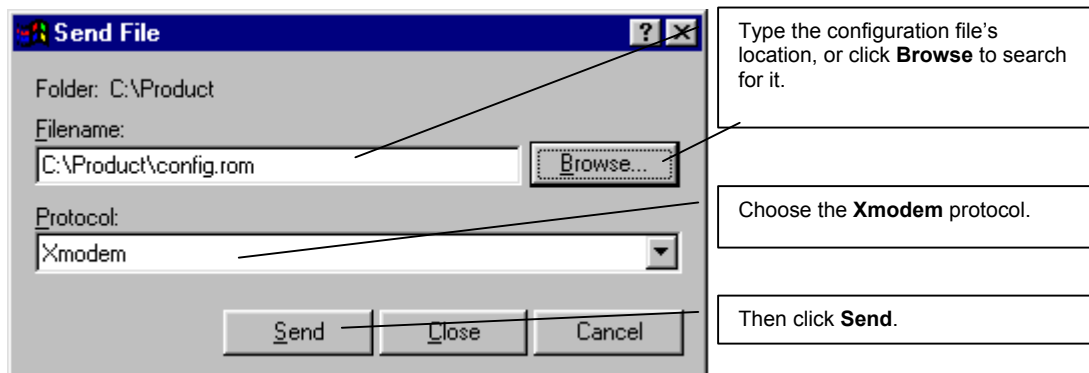 Send File
Folder: C:\Product
Filename:
C:\Product\config.rom
Browse...
Protocol:
Xmodem
Send
Close
Cancel
Type the configuration file’s
location, or click Browse to search
for it.
Choose the Xmodem protocol.
Then click Send.